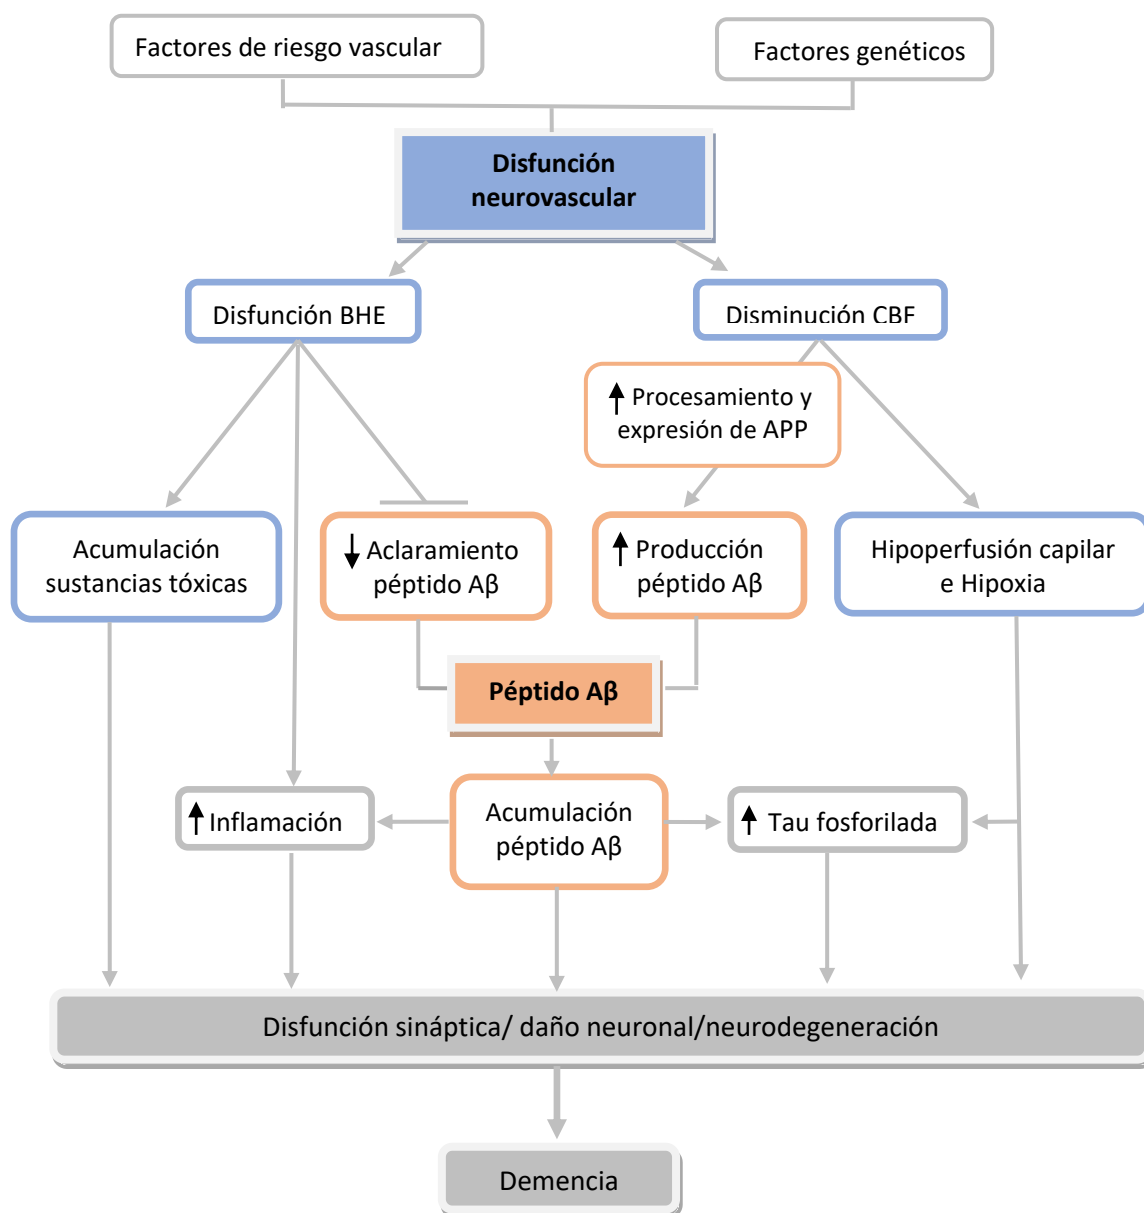 Factores de riesgo vascular
Factores genéticos
Disfunción
neurovascular
Disfunción BHE
Disminución CBF
↑ Procesamiento y
expresión de APP
Acumulación
sustancias tóxicas
↓ Aclaramiento
péptido Aβ
↑ Producción
péptido Aβ
Hipoperfusión capilar
e Hipoxia
Péptido Aβ
↑ Inflamación
Acumulación
péptido Aβ
↑ Tau fosforilada
Disfunción sináptica/ daño neuronal/neurodegeneración
Demencia